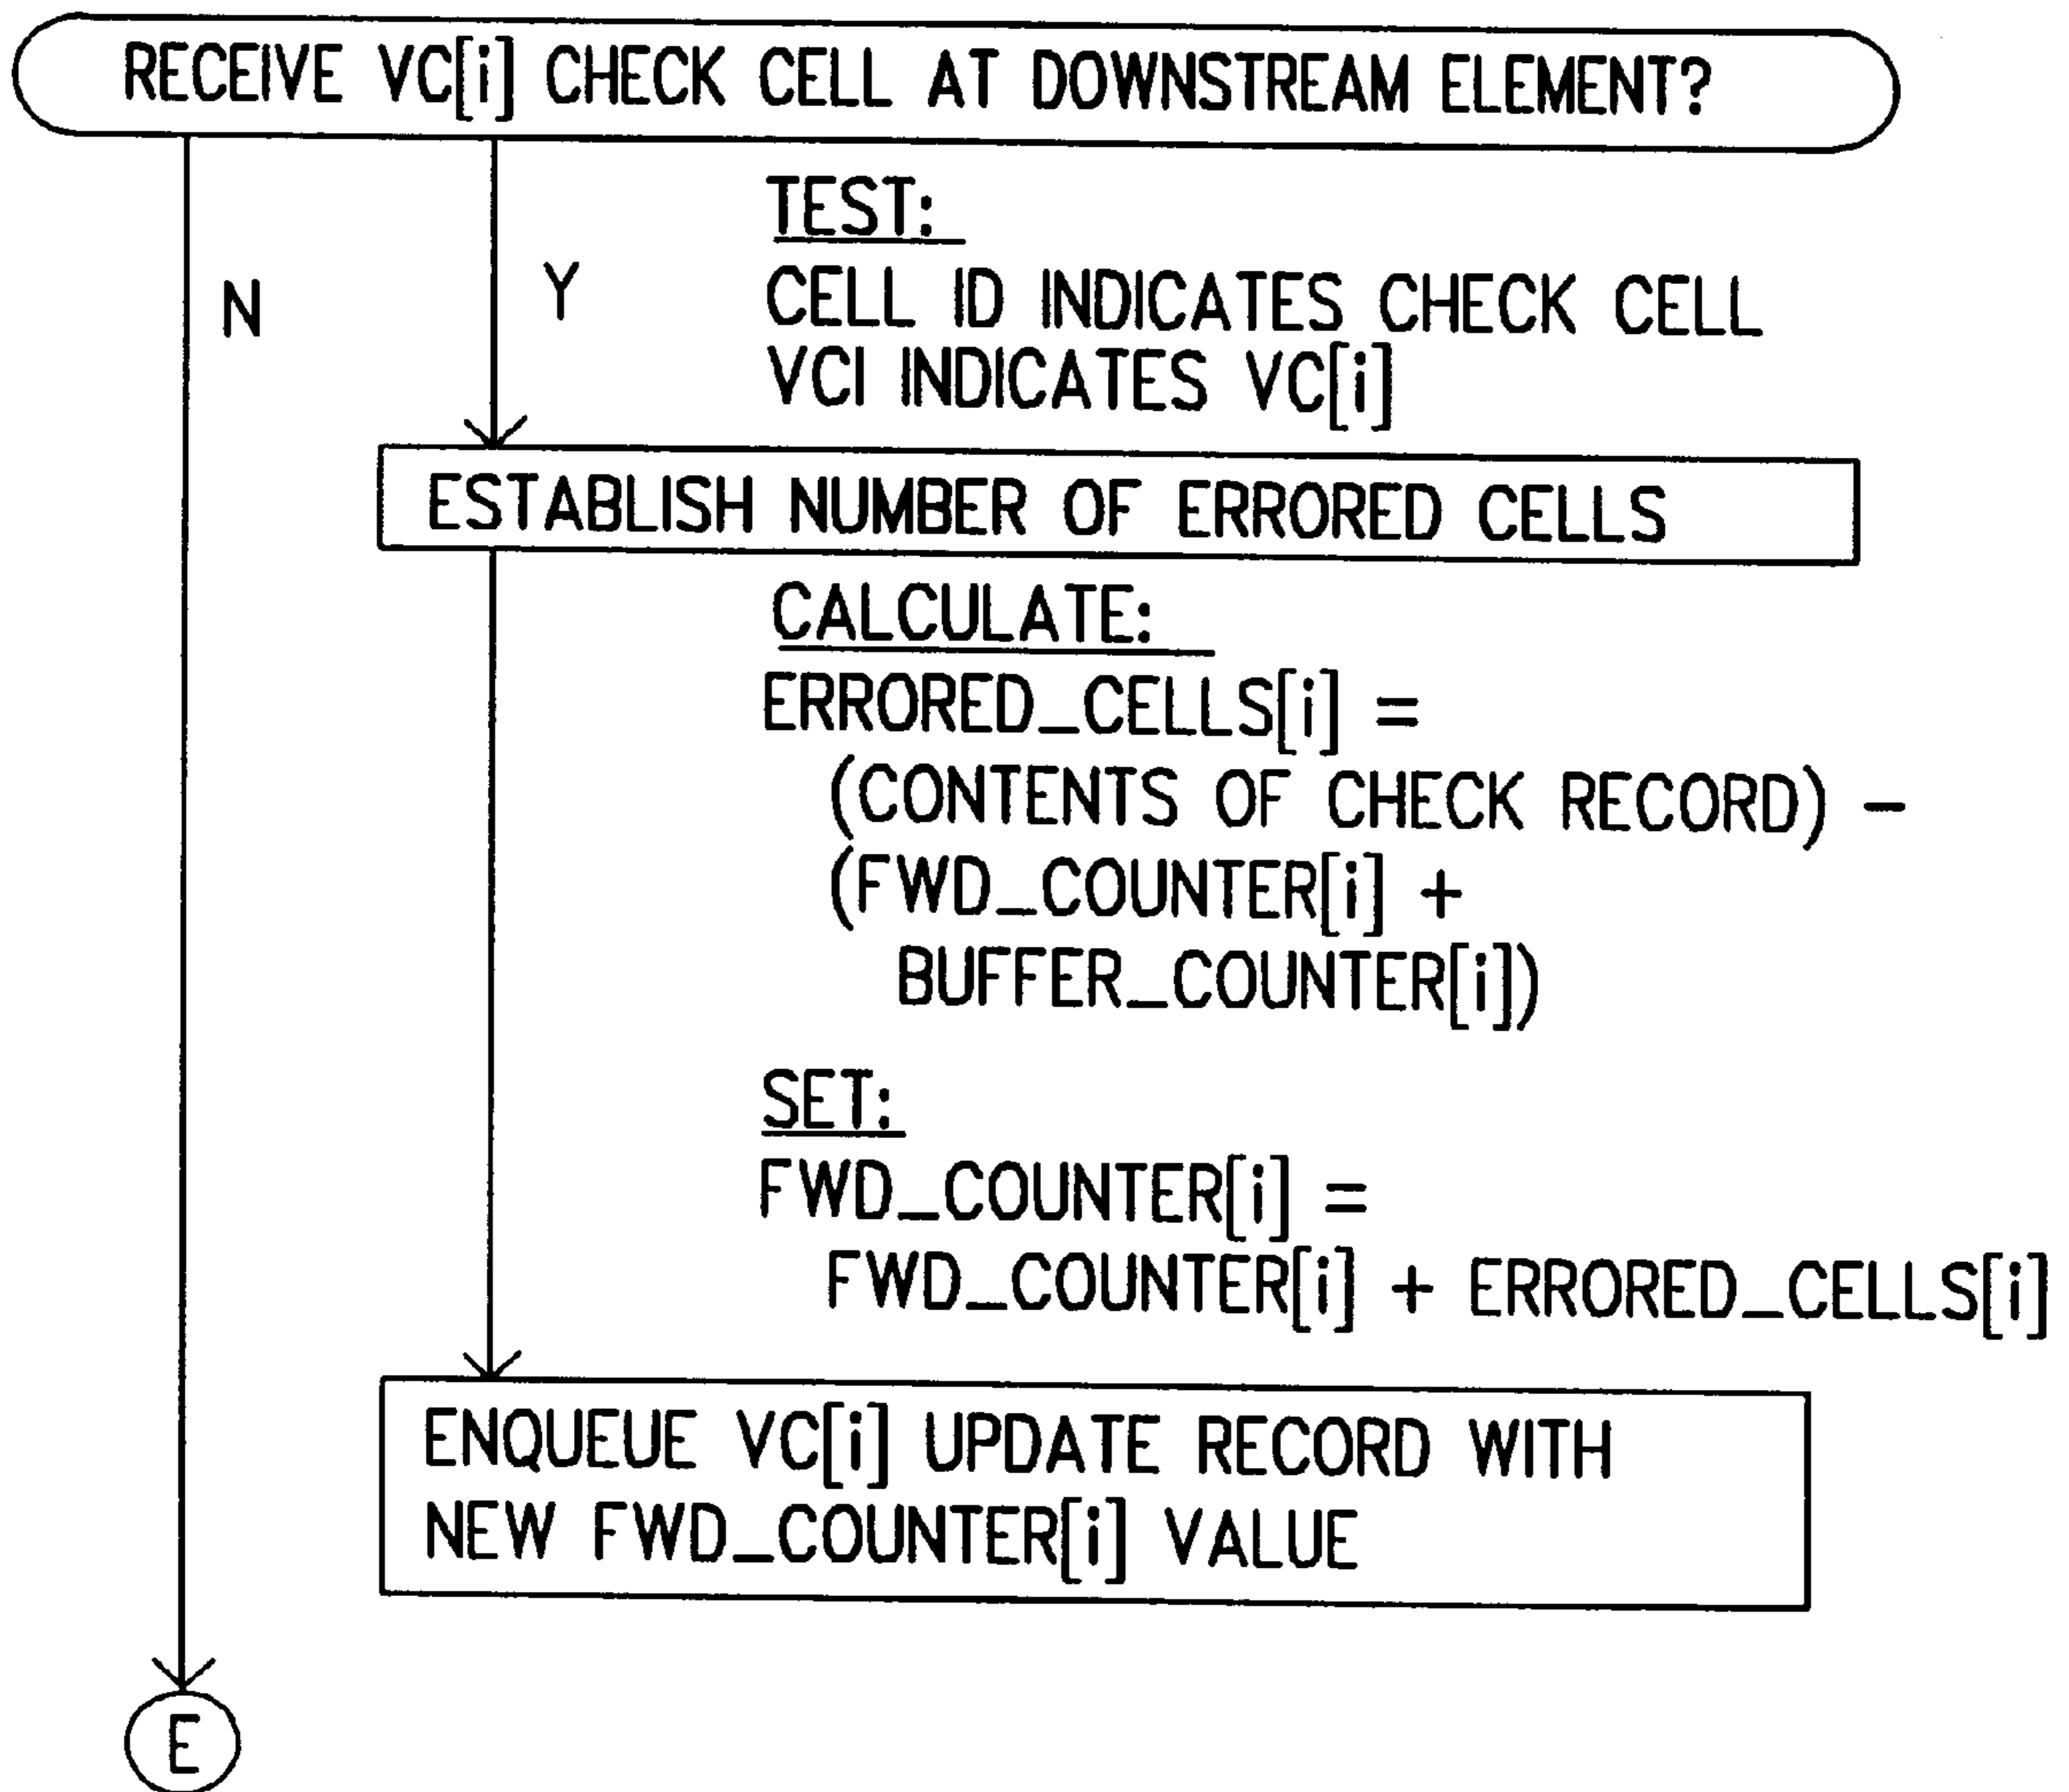 RECEIVE VC[i] CHECK CELL AT DOWNSTREAM ELEMENT?
TEST:
N
Y
CELL ID INDICATES CHECK CELL
VCI INDICATES VC[i]
ESTABLISH NUMBER OF ERRORED CELLS
CALCULATE:
ERRORED_CELLS[i] =
(CONTENTS OF CHECK RECORD) –
(FWD_COUNTER[i] +
BUFFER_COUNTER[i])
SET:
FWD_COUNTER[i] =
FWD_COUNTER[i] + ERRORED_CELLS[i]
ENQUEUE VC[i] UPDATE RECORD WITH
NEW FWD_COUNTER[i] VALUE
E